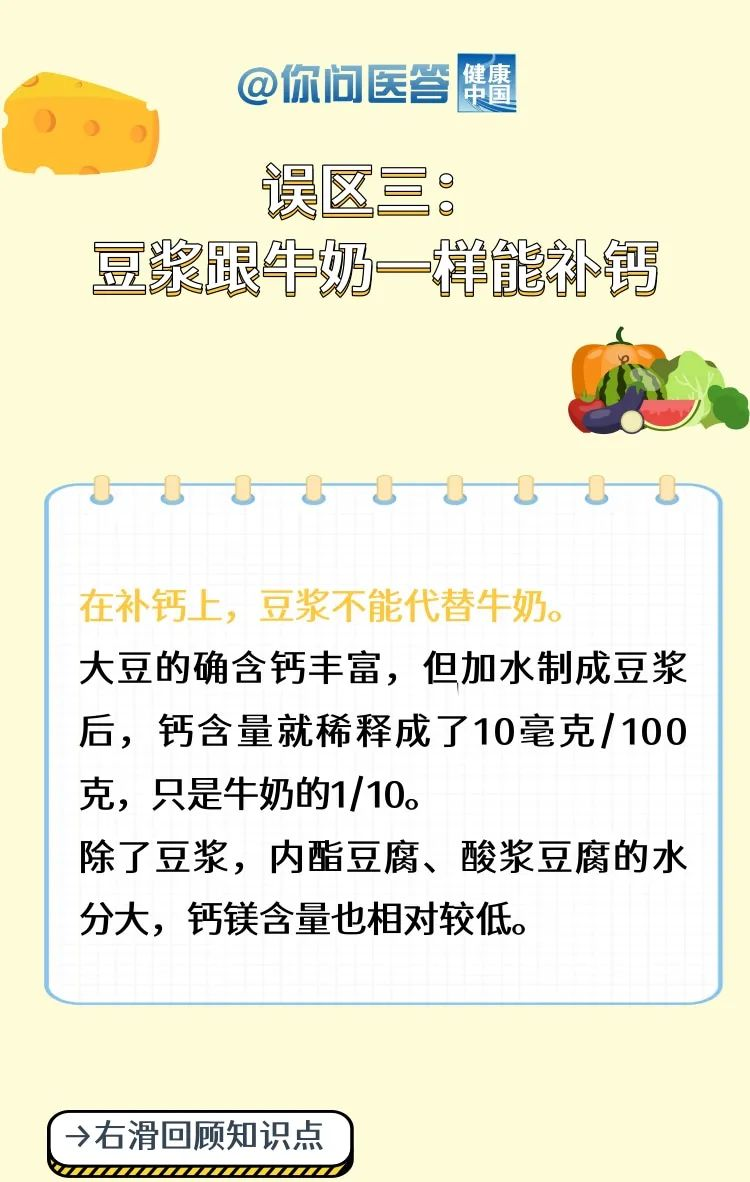 @你问医答 健康
中国
误区三：
豆浆跟牛奶一样能补钙
在补钙上，豆浆不能代替牛奶。
大豆的确含钙丰富，但加水制成豆浆
后，钙含量就稀释成了10毫克/100
克，只是牛奶的1/10。
除了豆浆，内酯豆腐、酸浆豆腐的水
分大，钙镁含量也相对较低。
→右滑回顾知识点